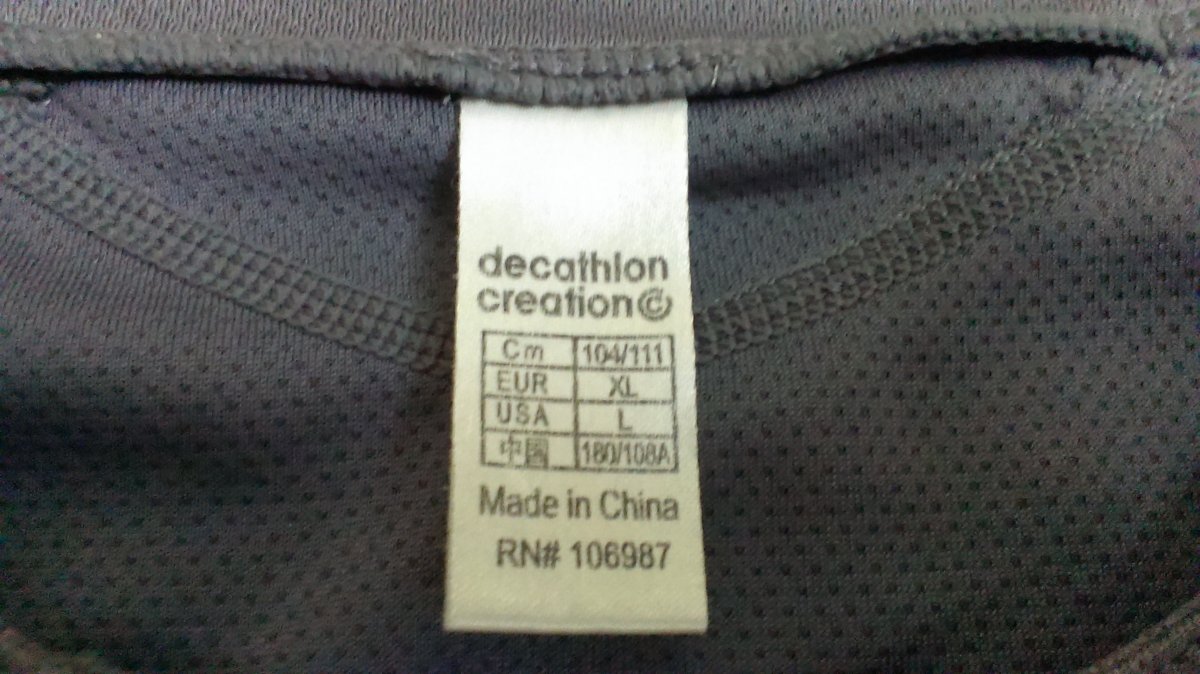 decathlon
creation©
Cm 104/111
EUR XL
USA L
中国 180/108A
Made in China
RN# 106987